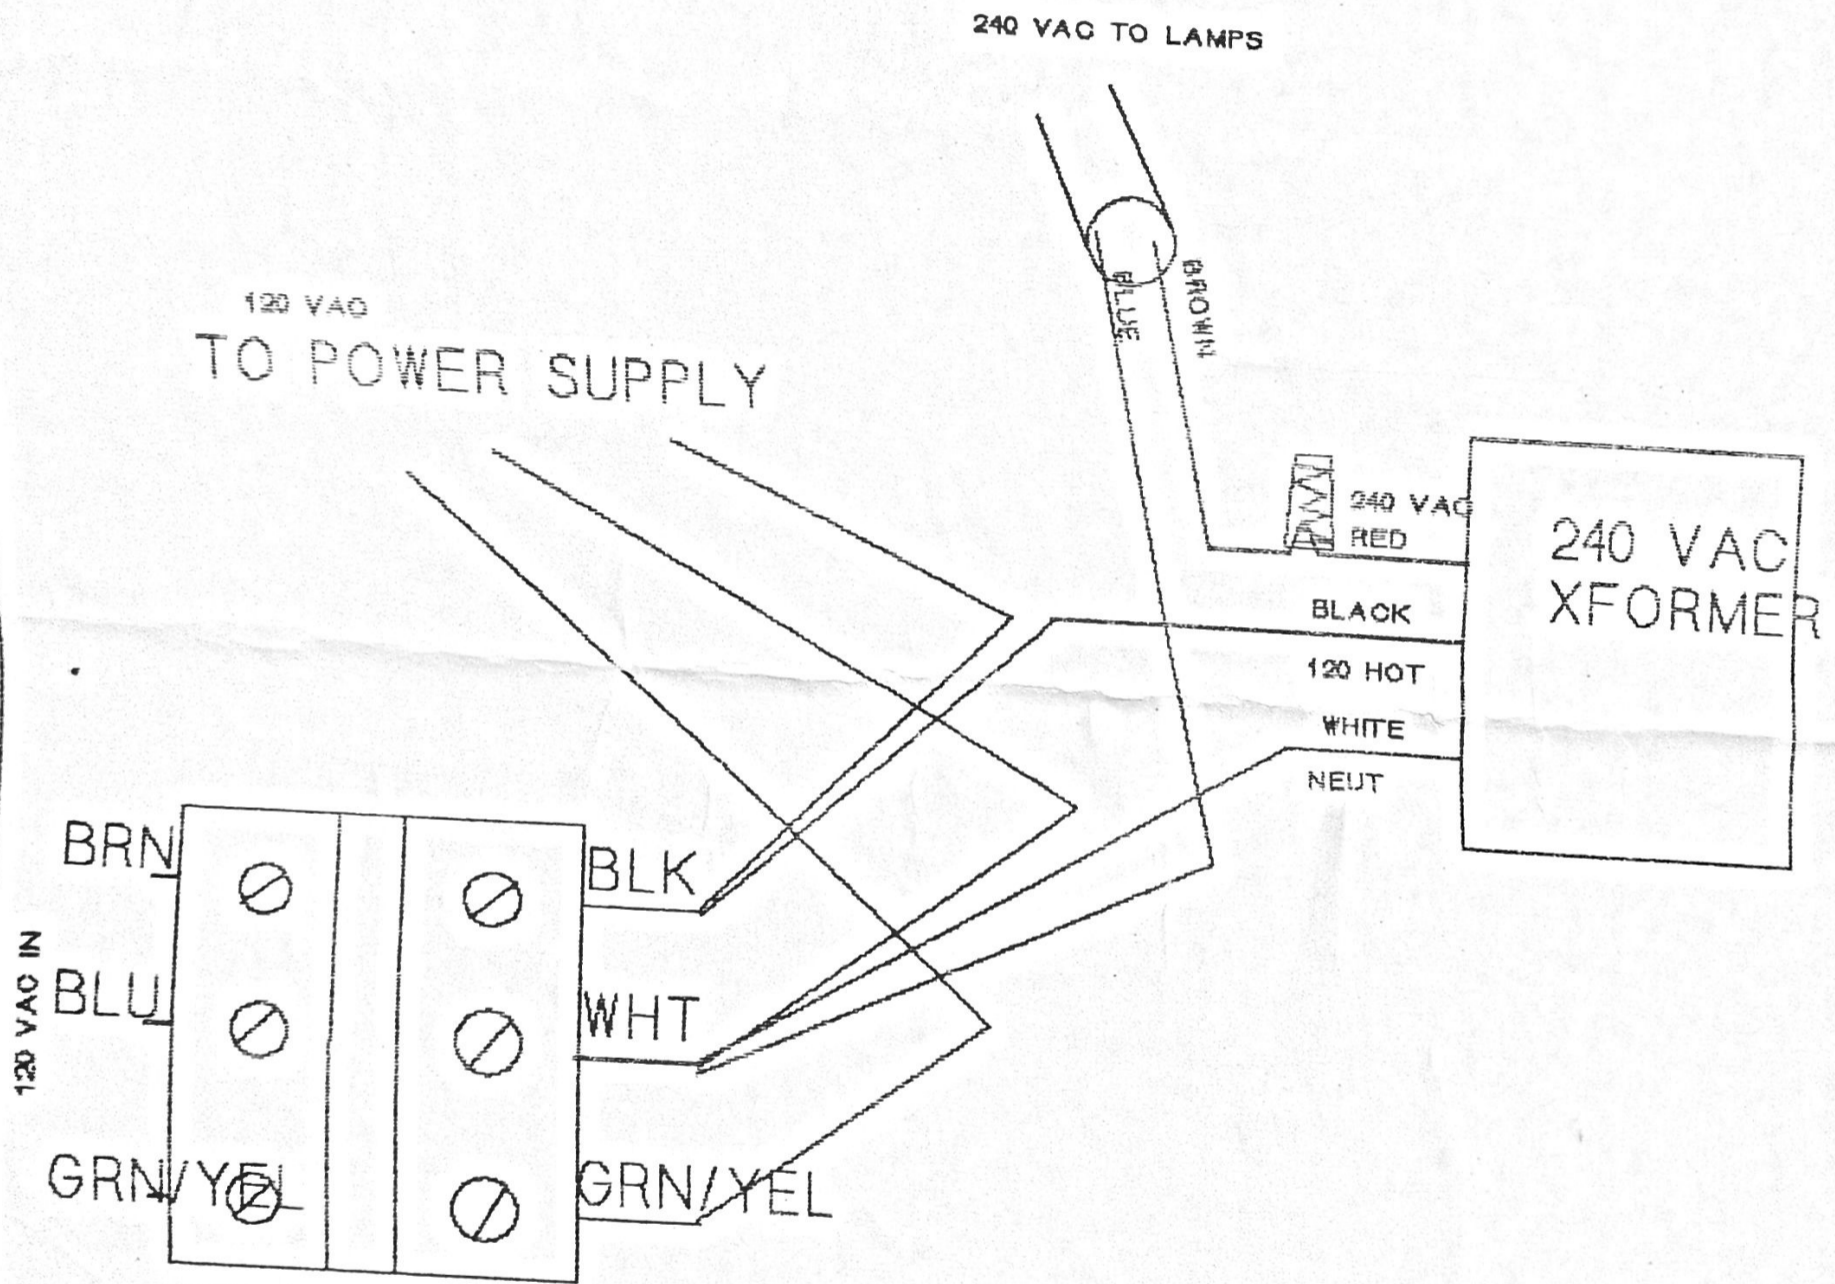 240 VAC TO LAMPS
BLUE
BROWN
120 VAC
TO POWER SUPPLY
240 VAC
RED
240 VAC
XFORMER
BLACK
120 HOT
WHITE
NEUT
120 VAC IN
BRN
BLK
BLU
WHT
GRN/YEL
GRN/YEL